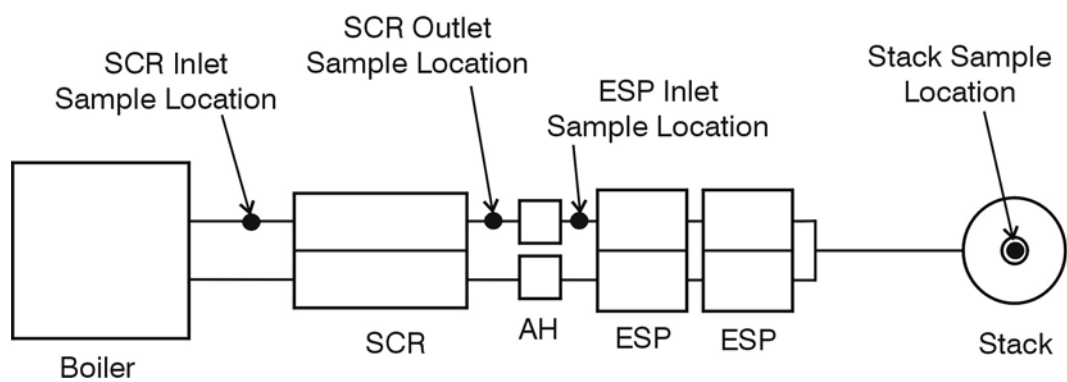 SCR Inlet
Sample Location
SCR Outlet
Sample Location
ESP Inlet
Sample Location
Stack Sample
Location
Boiler
SCR
AH
ESP
ESP
Stack